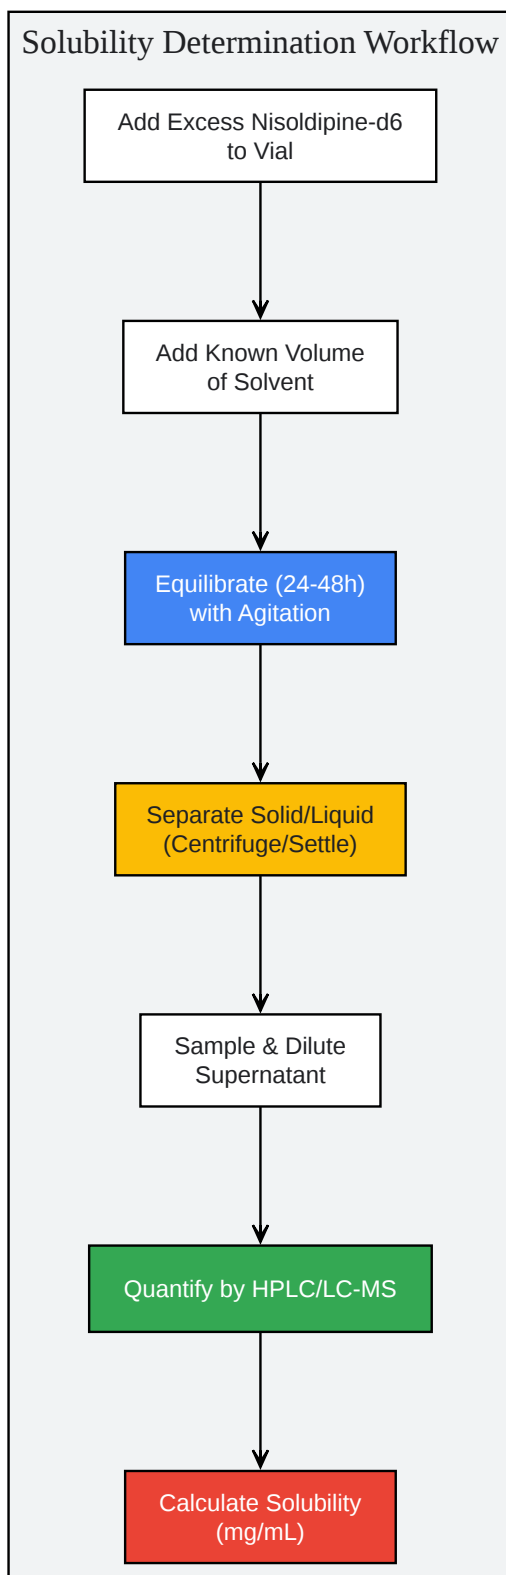 Solubility Determination Workflow
Add Excess Nisoldipine-d6
to Vial
Add Known Volume
of Solvent
Equilibrate (24-48h)
with Agitation
Separate Solid/Liquid
(Centrifuge/Settle)
Sample & Dilute
Supernatant
Quantify by HPLC/LC-MS
Calculate Solubility
(mg/mL)